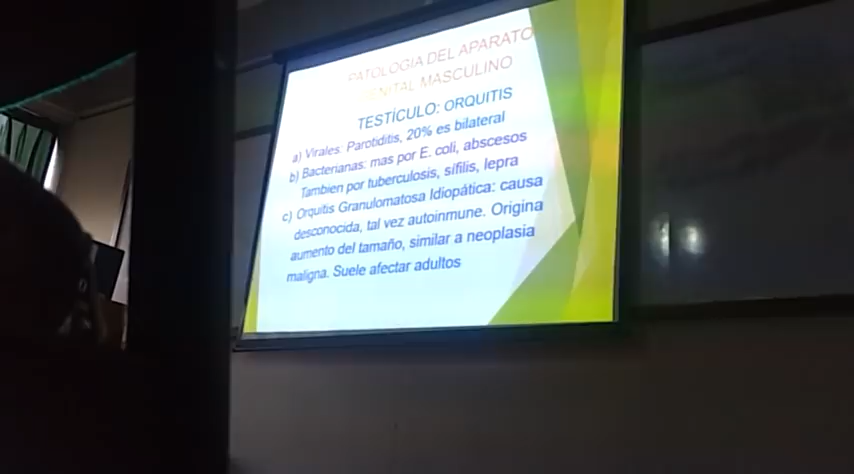 PATOLOGIA DEL APARATO
GENITAL MASCULINO
TESTÍCULO: ORQUITIS
a) Virales: Parotiditis, 20% es bilateral
b) Bacterianas: mas por E. coli, abscesos
Tambien por tuberculosis, sífilis, lepra
c) Orquitis Granulomatosa Idiopática: causa
desconocida, tal vez autoinmune. Origina
aumento del tamaño, similar a neoplasia
maligna. Suele afectar adultos